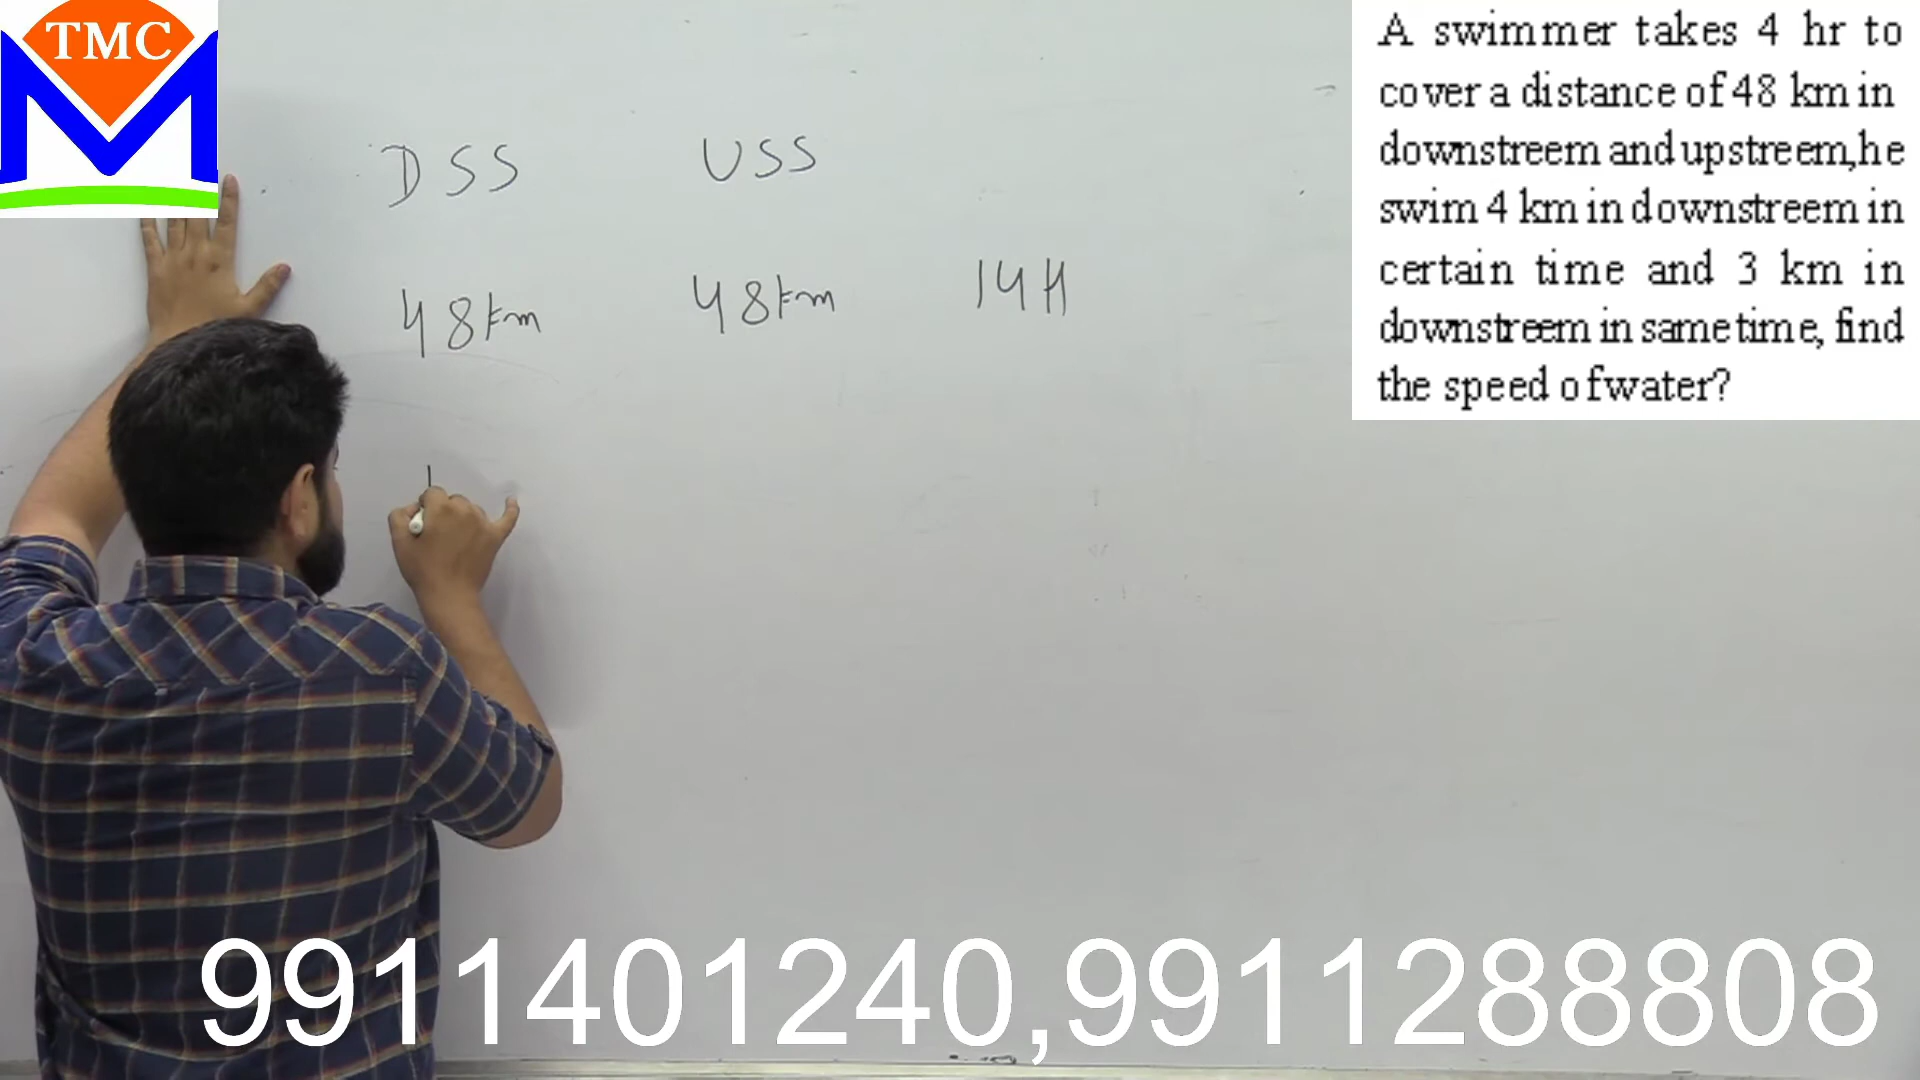 TMC
A swimmer takes 4 hr to
cover a distance of 48 km in
downstreem and upstreem,he
swim 4 km in downstreem in
certain time and 3 km in
downstreem in same time, find
the speed of water?
DSS USS
48km 48km 14H
9911401240,9911288808